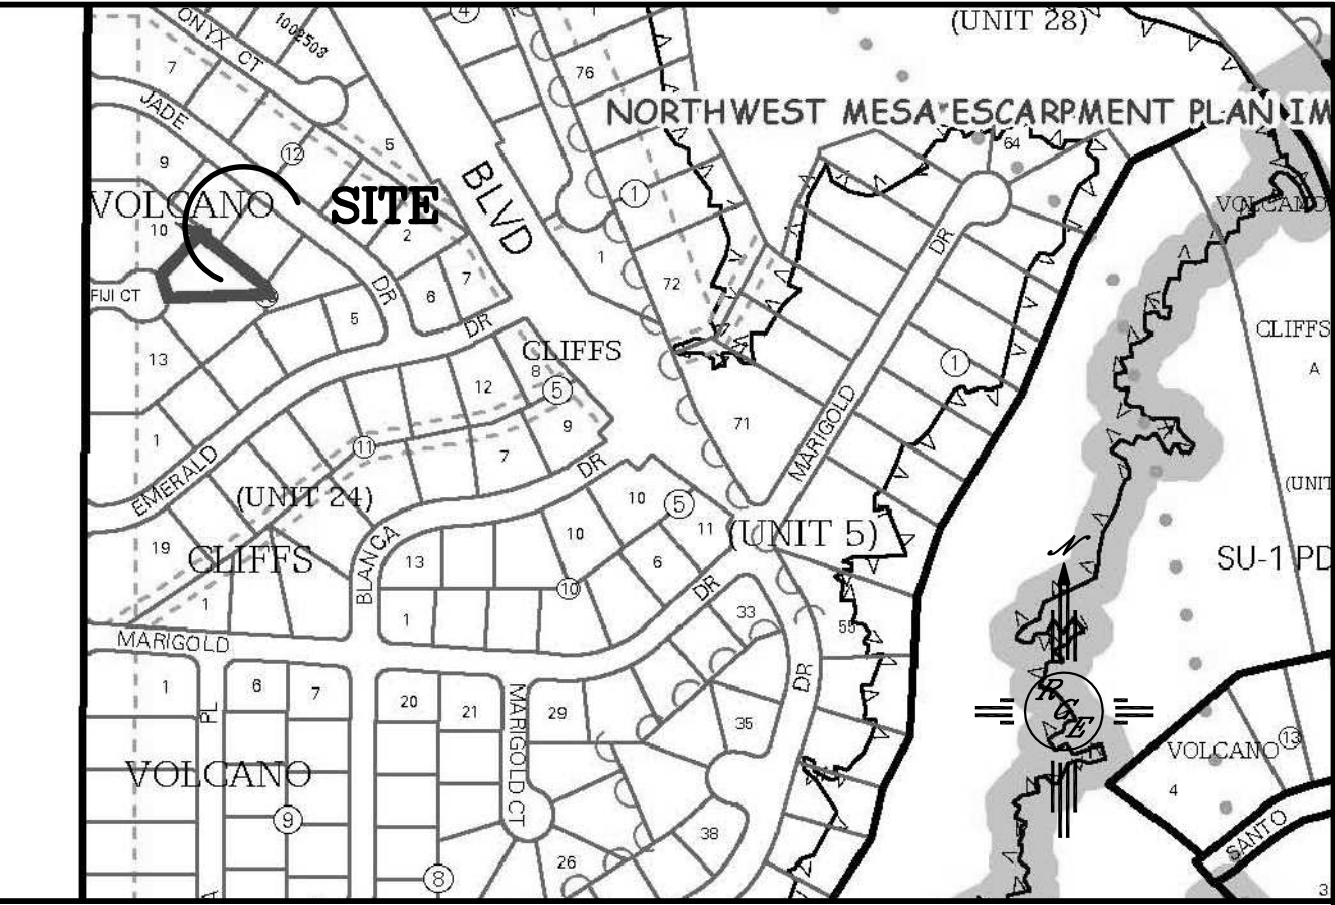 ONYX CT
1002503
4
(UNIT 28)
7
76
NORTHWEST MESA ESCARPMENT PLAN IM
JADE
5
12
64
9
BLVD
1
VOLCANO
SITE
VOLCANO
10
2
DR
1
FIJI CT
DR
6
7
72
5
DR
CLIFFS
CLIFFS
13
8
A
12
5
1
MARIGOLD
1
11
9
71
7
EMERALD
DR
(UNIT 24)
10
5
(UNIT
10
11
(UNIT 5)
19
CLIFFS
BLANCA
13
6
N
SU-1 PD
10
DR
1
1
33
55
MARIGOLD
DR
1
6
7
20
21
MARIGOLD CT
29
35
RGE
PL
VOLCANO
13
VOLCANO
4
9
38
SANTO
26
8
3